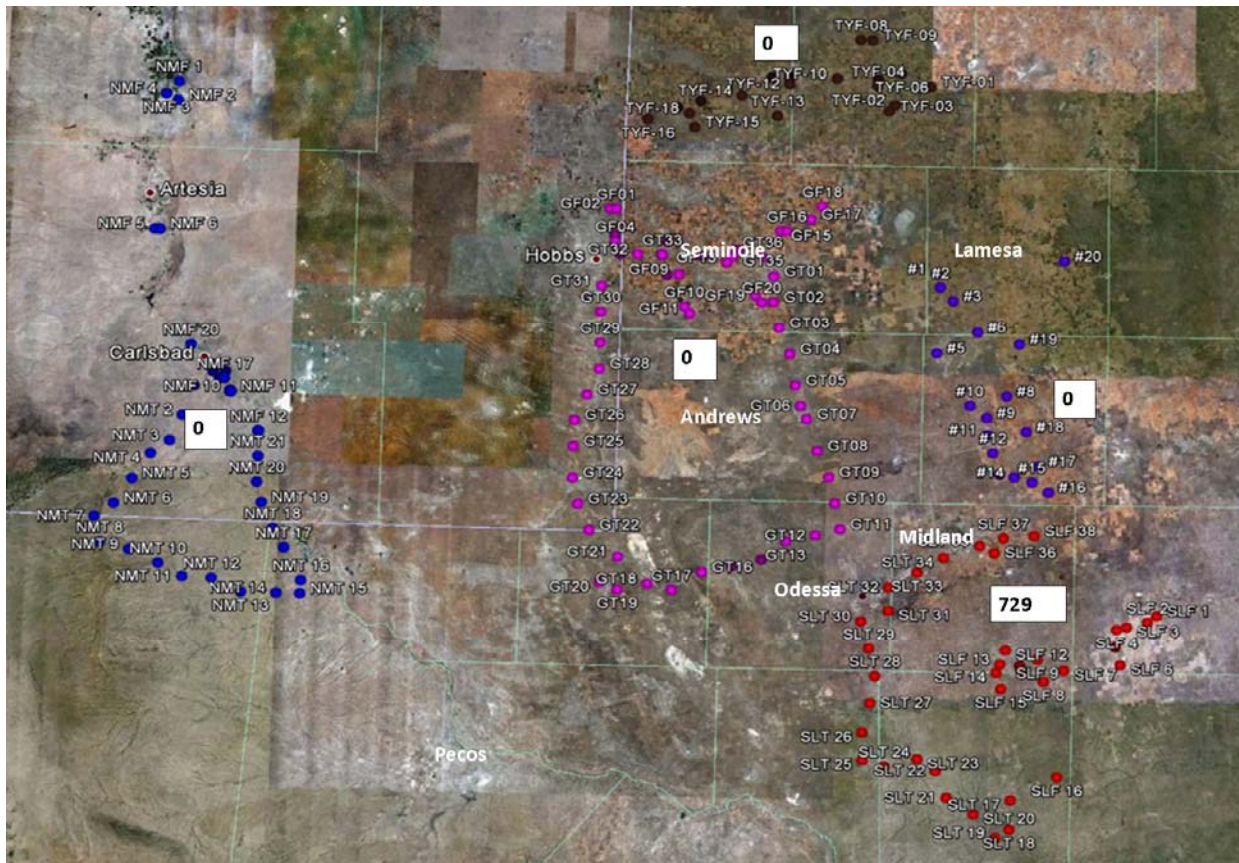 TYF-08
TYF-09
0
TYF-10
TYF-04
TYF-01
TYF-12
TYF-06
TYF-14
TYF-13
TYF-02
TYF-03
TYF-18
TYF-15
TYF-16
NMF 1
NMF 4
NMF 2
NMF 3
Artesia
NMF 5
NMF 6
GF01
GF02
GF04
GT32
GT33
GF18
GF17
GF16
GF15
GT36
GT35
Seminole
Hobbs
GF09
GT31
GF10
GF11
GF19
GF20
GT01
GT02
GT30
GT29
GT03
Lamesa
#20
#1
#2
#3
#6
#5
#19
NMF 20
Carlsbad
NMF 17
NMF 10
NMF 11
NMF 12
0
GT28
GT27
GT26
GT25
GT24
GT23
GT22
0
Andrews
GT04
GT05
GT06
GT07
GT08
GT09
GT10
GT11
#10
#8
#9
#11
#12
#18
#17
#15
#14
#16
0
NMT 2
NMT 3
NMT 4
NMT 5
NMT 6
NMT 7
NMT 8
NMT 9
NMT 10
NMT 11
NMT 12
NMT 14
NMT 13
NMT 15
NMT 16
NMT 17
NMT 18
NMT 19
NMT 20
NMT 21
GT21
GT20
GT18
GT19
GT17
GT16
GT13
GT12
Midland
SLF 37
SLF 38
SLF 36
SLT 34
SLT 33
SLT 32
Odessa
SLT 31
SLT 30
SLT 29
SLT 28
SLT 27
SLT 26
SLT 25
SLT 24
SLT 23
SLT 22
SLT 21
SLT 17
SLT 20
SLT 19
SLT 18
SLF 16
729
SLF 2
SLF 1
SLF 3
SLF 4
SLF 6
SLF 7
SLF 12
SLF 13
SLF 9
SLF 14
SLF 8
SLF 15
Pecos